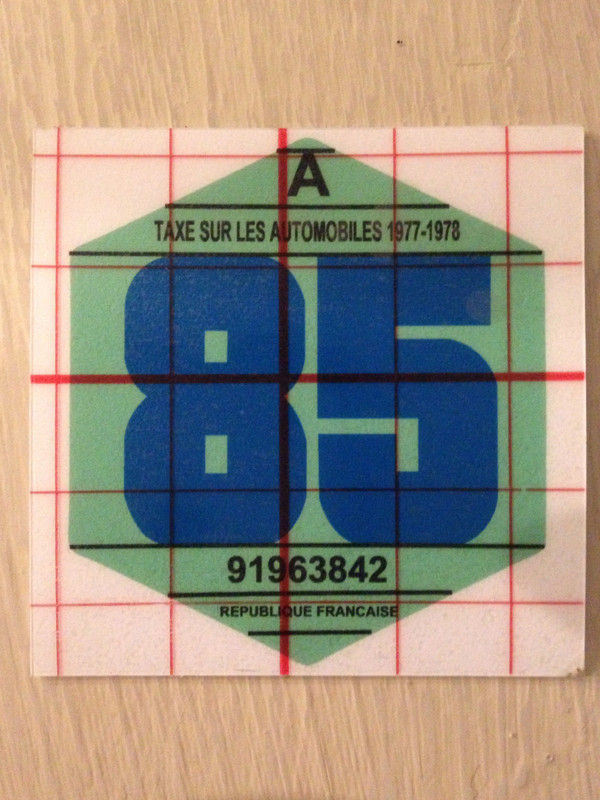 A
TAXE SUR LES AUTOMOBILES 1977-1978
85
91963842
REPUBLIQUE FRANCAISE